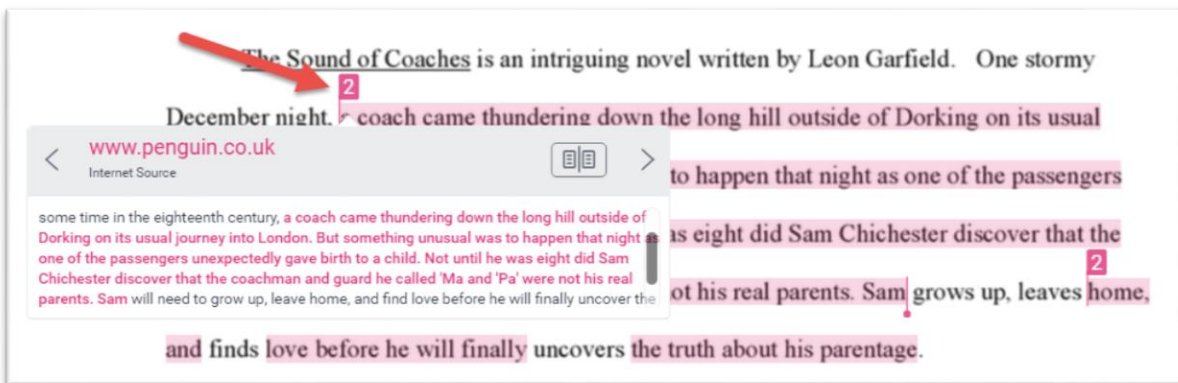 The Sound of Coaches is an intriguing novel written by Leon Garfield. One stormy
2
December night, a coach came thundering down the long hill outside of Dorking on its usual
www.penguin.co.uk
Internet Source
to happen that night as one of the passengers
some time in the eighteenth century, a coach came thundering down the long hill outside of
Dorking on its usual journey into London. But something unusual was to happen that night as
one of the passengers unexpectedly gave birth to a child. Not until he was eight did Sam
Chichester discover that the coachman and guard he called 'Ma and 'Pa' were not his real
parents. Sam will need to grow up, leave home, and find love before he will finally uncover the
as eight did Sam Chichester discover that the
2
ot his real parents. Sam grows up, leaves home,
and finds love before he will finally uncovers the truth about his parentage.